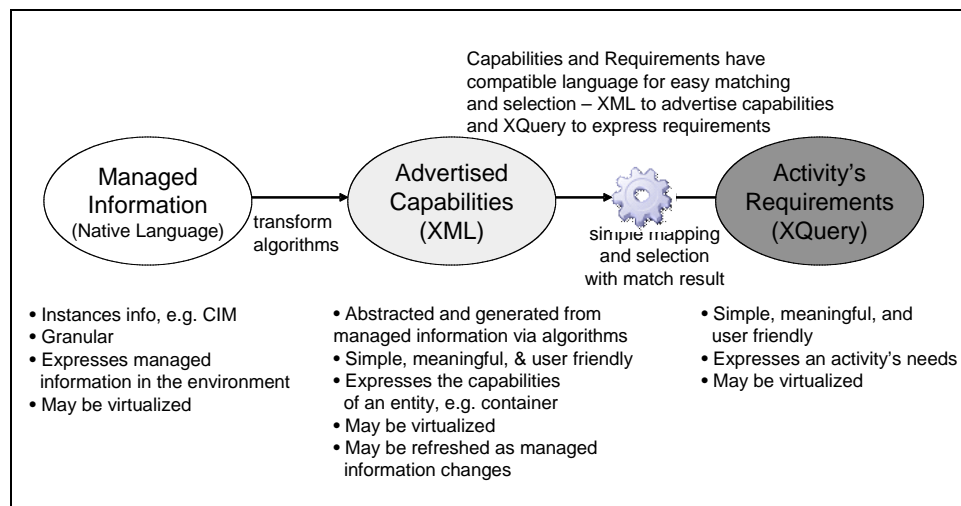 Capabilities and Requirements have
compatible language for easy matching
and selection – XML to advertise capabilities
and XQuery to express requirements
Managed
Information
(Native Language)
transform
algorithms
Advertised
Capabilities
(XML)
simple mapping
and selection
with match result
Activity's
Requirements
(XQuery)
• Instances info, e.g. CIM
• Granular
• Expresses managed
information in the environment
• May be virtualized
• Abstracted and generated from
managed information via algorithms
• Simple, meaningful, & user friendly
• Expresses the capabilities
of an entity, e.g. container
• May be virtualized
• May be refreshed as managed
information changes
• Simple, meaningful, and
user friendly
• Expresses an activity's needs
• May be virtualized